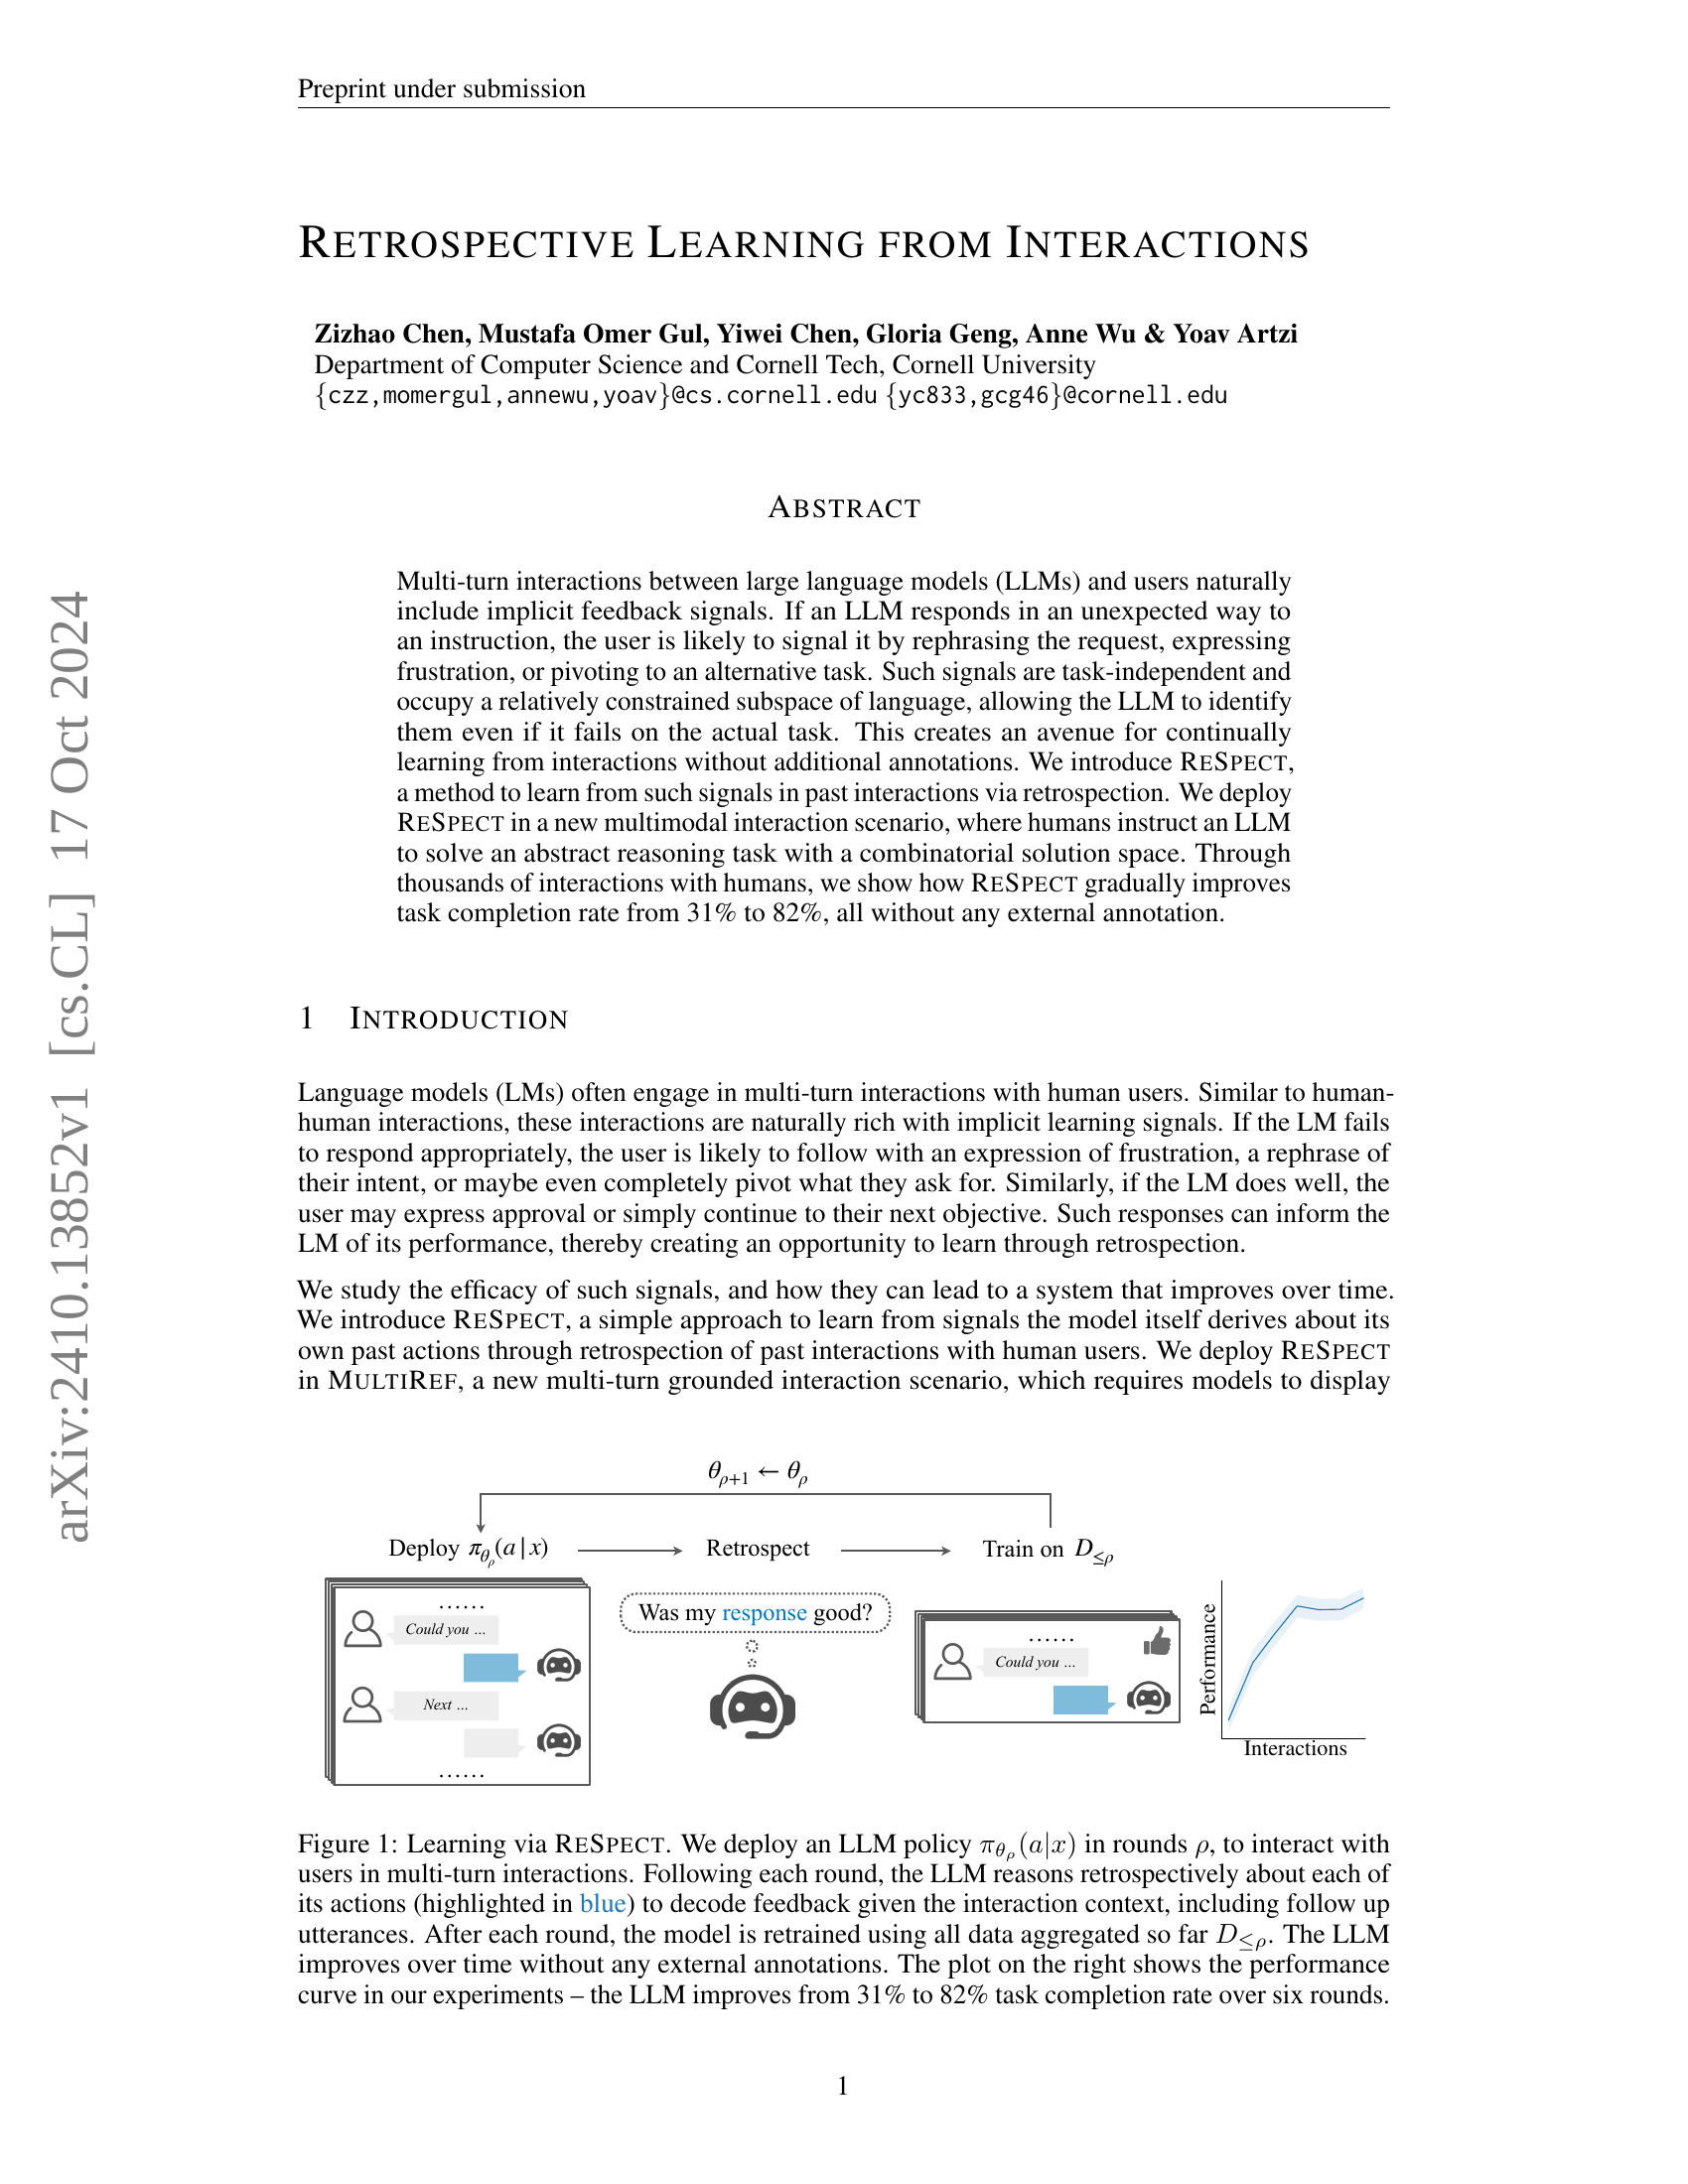 Preprint under submission
RETROSPECTIVE LEARNING FROM INTERACTIONS
Zizhao Chen, Mustafa Omer Gul, Yiwei Chen, Gloria Geng, Anne Wu & Yoav Artzi
Department of Computer Science and Cornell Tech, Cornell University
{czz,momergul,annewu,yoav}@cs.cornell.edu {yc833,gcg46}@cornell.edu
ABSTRACT
Multi-turn interactions between large language models (LLMs) and users naturally
include implicit feedback signals. If an LLM responds in an unexpected way to
an instruction, the user is likely to signal it by rephrasing the request, expressing
frustration, or pivoting to an alternative task. Such signals are task-independent and
occupy a relatively constrained subspace of language, allowing the LLM to identify
them even if it fails on the actual task. This creates an avenue for continually
learning from interactions without additional annotations. We introduce RESPECT,
a method to learn from such signals in past interactions via retrospection. We deploy
RESPECT in a new multimodal interaction scenario, where humans instruct an LLM
to solve an abstract reasoning task with a combinatorial solution space. Through
thousands of interactions with humans, we show how RESPECT gradually improves
task completion rate from 31% to 82%, all without any external annotation.
1 INTRODUCTION
Language models (LMs) often engage in multi-turn interactions with human users. Similar to human-
human interactions, these interactions are naturally rich with implicit learning signals. If the LM fails
to respond appropriately, the user is likely to follow with an expression of frustration, a rephrase of
their intent, or maybe even completely pivot what they ask for. Similarly, if the LM does well, the
user may express approval or simply continue to their next objective. Such responses can inform the
LM of its performance, thereby creating an opportunity to learn through retrospection.
We study the efficacy of such signals, and how they can lead to a system that improves over time.
We introduce RESPECT, a simple approach to learn from signals the model itself derives about its
own past actions through retrospection of past interactions with human users. We deploy RESPECT
in MULTIREF, a new multi-turn grounded interaction scenario, which requires models to display
θρ+1 ← θρ
Deploy πθρ(a|x)
Retrospect
Train on D≤ρ
......
Could you ...
Next ...
......
Was my response good?
......
Could you ...
Performance
Interactions
Figure 1: Learning via RESPECT. We deploy an LLM policy πθρ(a|x) in rounds ρ, to interact with
users in multi-turn interactions. Following each round, the LLM reasons retrospectively about each of
its actions (highlighted in blue) to decode feedback given the interaction context, including follow up
utterances. After each round, the model is retrained using all data aggregated so far D≤ρ. The LLM
improves over time without any external annotations. The plot on the right shows the performance
curve in our experiments – the LLM improves from 31% to 82% task completion rate over six rounds.
1
arXiv:2410.13852v1 [cs.CL] 17 Oct 2024